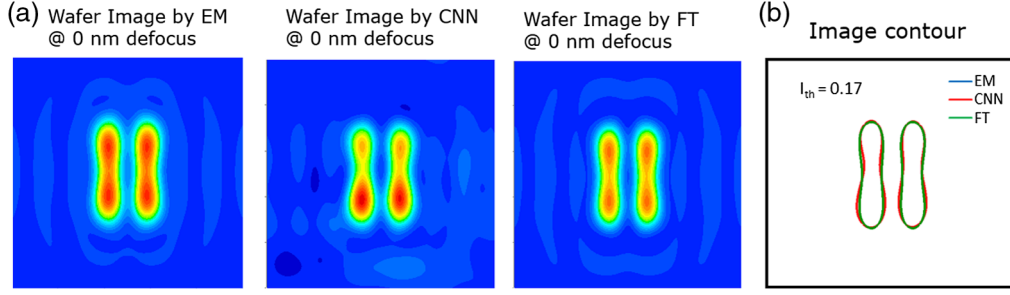 (a) Wafer Image by EM
@ 0 nm defocus
Wafer Image by CNN
@ 0 nm defocus
Wafer Image by FT
@ 0 nm defocus
(b)
Image contour
I_th = 0.17
EM
CNN
FT